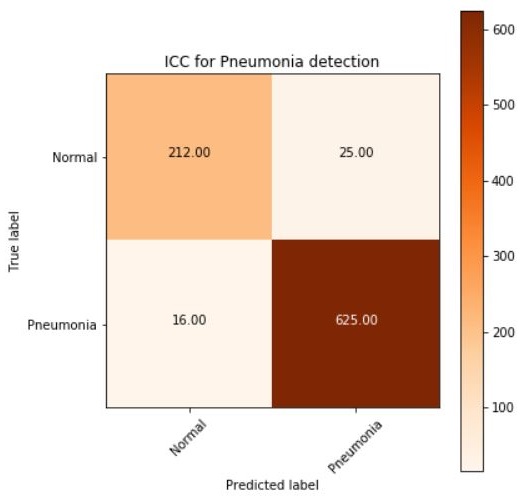 ICC for Pneumonia detection
True label
Normal
212.00 25.00
Pneumonia
16.00 625.00
Normal Pneumonia
Predicted label
600
500
400
300
200
100